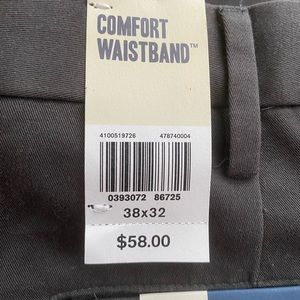 COMFORT
WAISTBAND™
4100519726 478740004
0393072 86725
38x32
$58.00